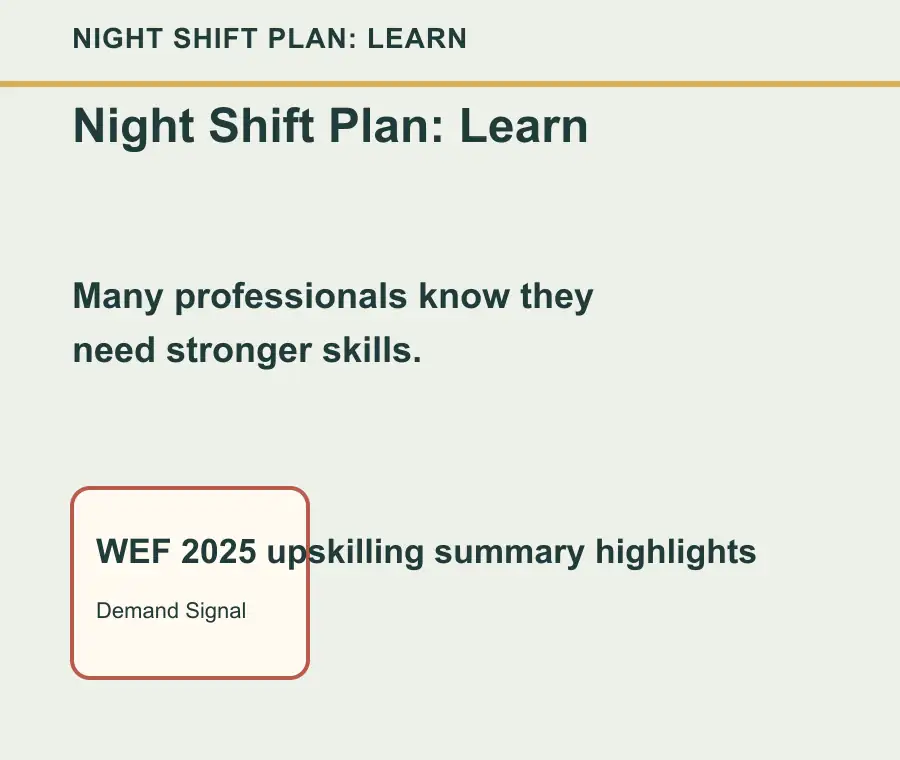 NIGHT SHIFT PLAN: LEARN
Night Shift Plan: Learn
Many professionals know they
need stronger skills.
WEF 2025 upskilling summary highlights
Demand Signal